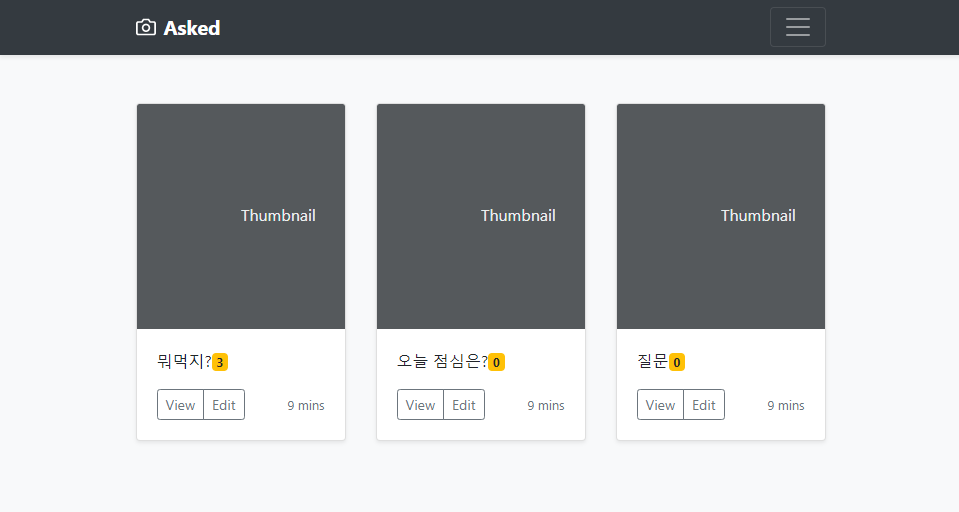 Asked
Thumbnail
Thumbnail
Thumbnail
뭐먹지? 3
오늘 점심은? 0
질문 0
View Edit 9 mins
View Edit 9 mins
View Edit 9 mins